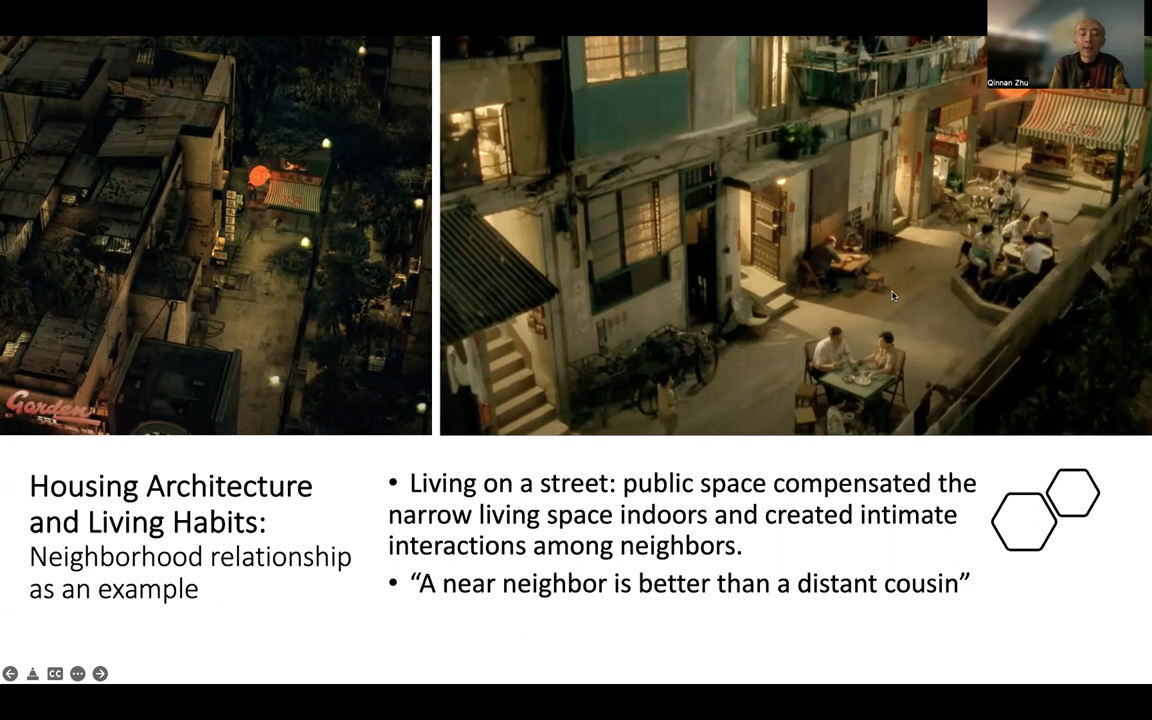 Qinnan Zhu
Garden
Housing Architecture
and Living Habits:
Neighborhood relationship
as an example
• Living on a street: public space compensated the
narrow living space indoors and created intimate
interactions among neighbors.
• “A near neighbor is better than a distant cousin”
CC